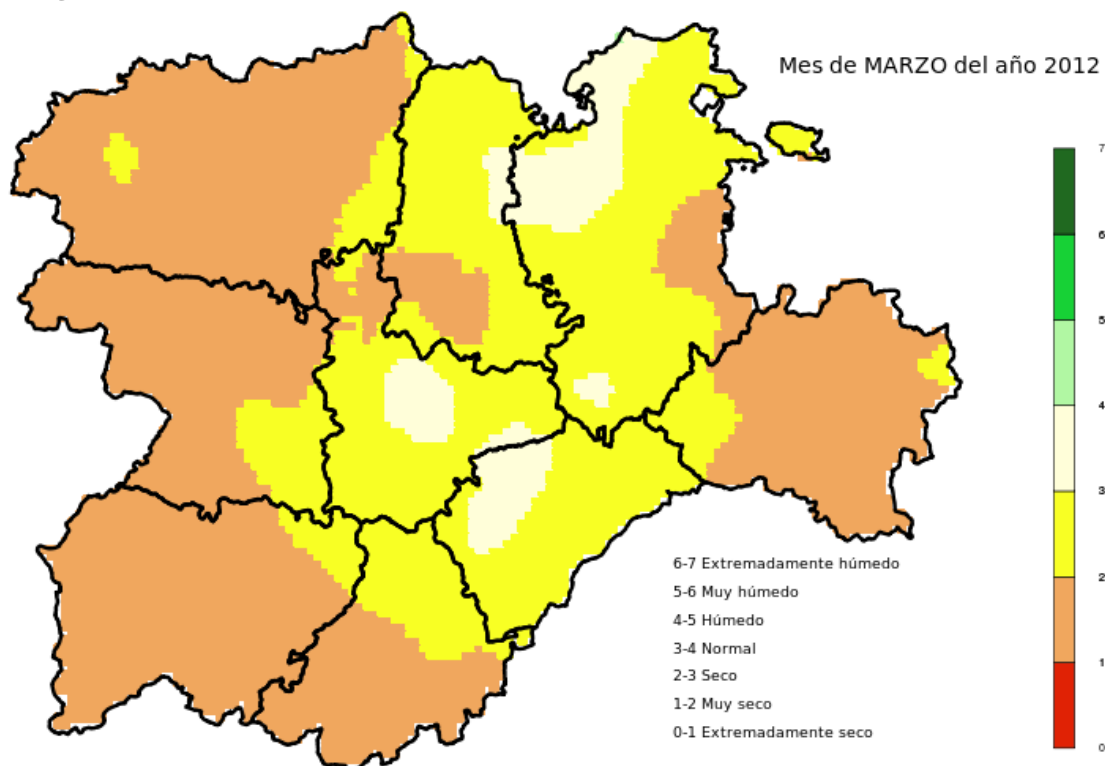 Mes de MARZO del año 2012
7
6
5
4
3
2
1
0
6-7 Extremadamente húmedo
5-6 Muy húmedo
4-5 Húmedo
3-4 Normal
2-3 Seco
1-2 Muy seco
0-1 Extremadamente seco